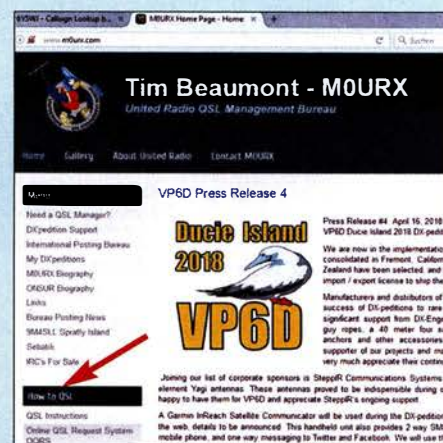 6Y5WJ - Callsign Lookup b...
M0URX Home Page - Home
www.m0urx.com
Tim Beaumont - M0URX
United Radio QSL Management Bureau
Home Gallery About United Radio Contact M0URX
Menu
Need a QSL Manager?
DXpedition Support
International Posting Bureau
My DXpeditions
M0URX Biography
ON5UR Biography
Links
Bureau Posting News
9M4SLL Spratly Island
Sebatik
IRC's For Sale
How to QSL
QSL Instructions
Online QSL Request System
OQRS
VP6D Press Release 4
Ducie Island
2018
VP6D
Press Release #4 April 16, 2018
VP6D Ducie Island 2018 DX-pedit
We are now in the implementatio
consolidated in Fremont, Californ
Zealand have been selected, and
import / export license to ship the
Manufacturers and distributors o
success of DX-peditions to rare
significant support from DX-Engi
guy ropes, a 40 meter four
anchors and other accessories
supporter of our projects and
very much appreciate their contin
Joining our list of corporate sponsors is SteppIR Communications Systems
element Yagi antennas. These antennas proved to be indispensible during
happy to have them for VP6D and appreciate SteppIR's ongoing support.
A Garmin InReach Satellite Communicator will be used during the DX-pedition
the web, details to be announced. This handheld unit also provides 2 way
mobile phone, and one way messaging to Twitter and Facebook. We will